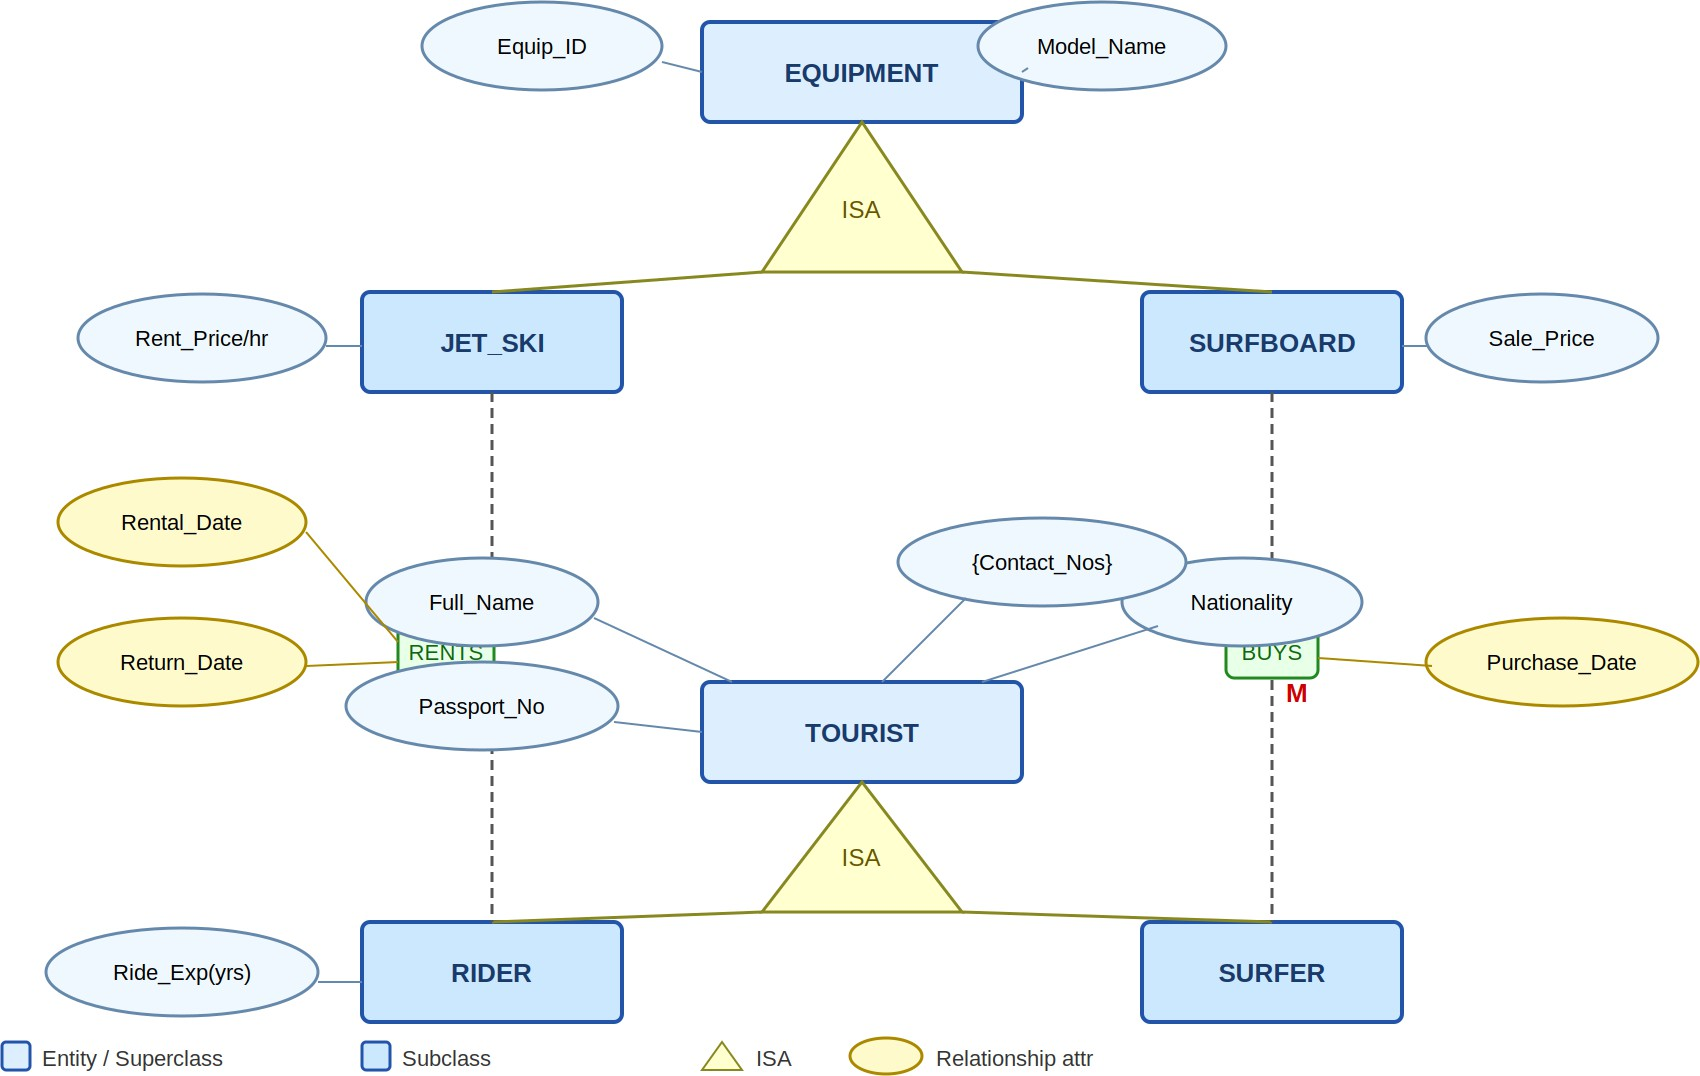 Equip_ID
EQUIPMENT
Model_Name
ISA
Rent_Price/hr
JET_SKI
SURFBOARD
Sale_Price
Rental_Date
{Contact_Nos}
Full_Name
Nationality
RENTS
BUYS
Return_Date
Purchase_Date
M
Passport_No
TOURIST
ISA
Ride_Exp(yrs)
RIDER
SURFER
Entity / Superclass
Subclass
ISA
Relationship attr